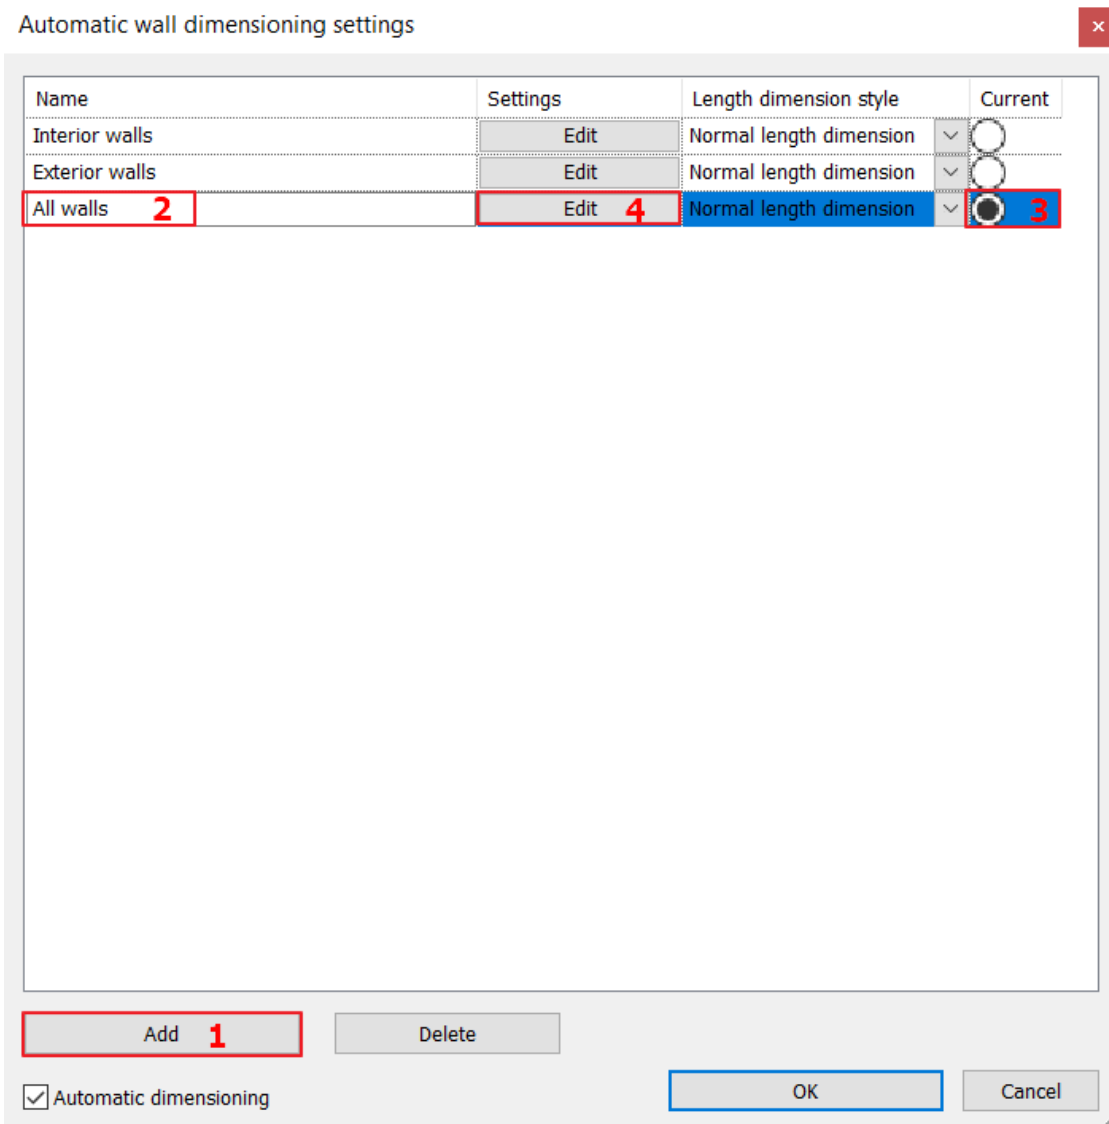 Automatic wall dimensioning settings
Name Settings Length dimension style Current
Interior walls Edit Normal length dimension
Exterior walls Edit Normal length dimension
All walls 2 Edit 4 Normal length dimension 3
Add 1 Delete
Automatic dimensioning OK Cancel